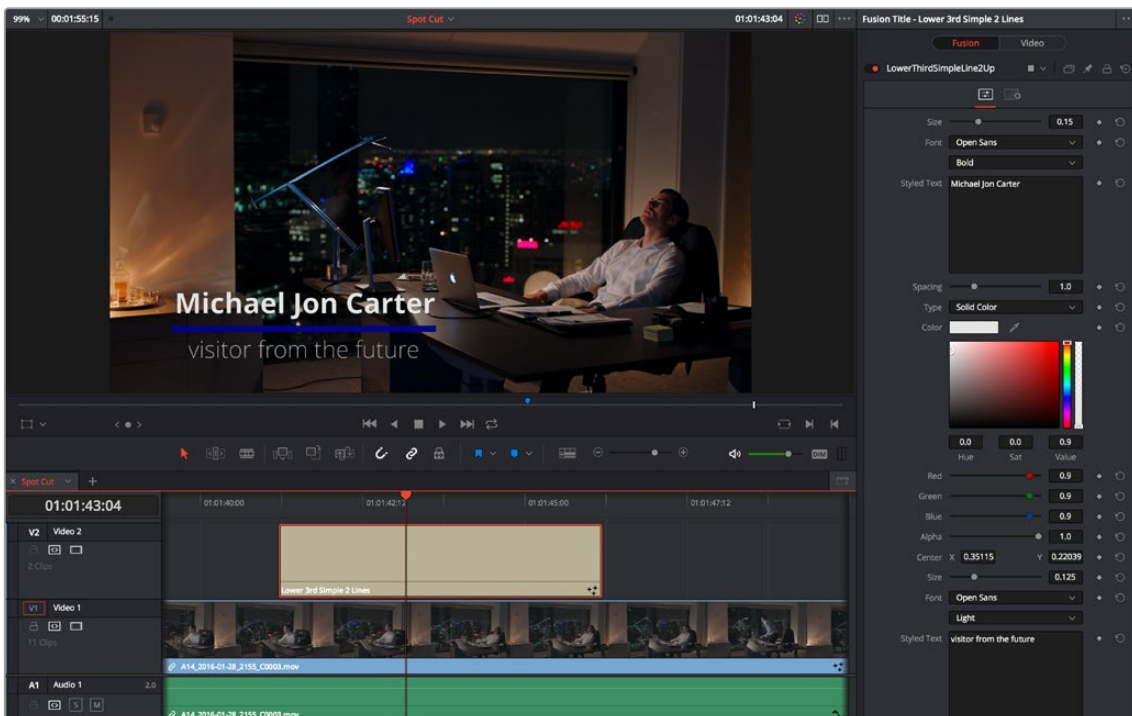 99% 00:01:55:15 Spot Cut 01:01:43:04 Fusion Title - Lower 3rd Simple 2 Lines
Fusion Video
LowerThirdSimpleLine2Up
Size 0.15
Font Open Sans
Bold
Styled Text Michael Jon Carter
Michael Jon Carter
visitor from the future
Spacing 1.0
Type Solid Color
Color
0.0 0.0 0.9
Hue Sat Value
Red 0.9
Green 0.9
Blue 0.9
Alpha 1.0
Center X 0.35115 Y 0.22039
Size 0.125
Font Open Sans
Light
Styled Text visitor from the future
DIM
Spot Cut
01:01:43:04 01:01:40:00 01:01:42:12 01:01:45:00 01:01:47:12
V2 Video 2
2 Clips
Lower 3rd Simple 2 Lines
V1 Video 1
11 Clips
A14_2016-01-28_2155_C0003.mov
A1 Audio 1 2.0
S M
A14_2016-01-28_2155_C0003.mov